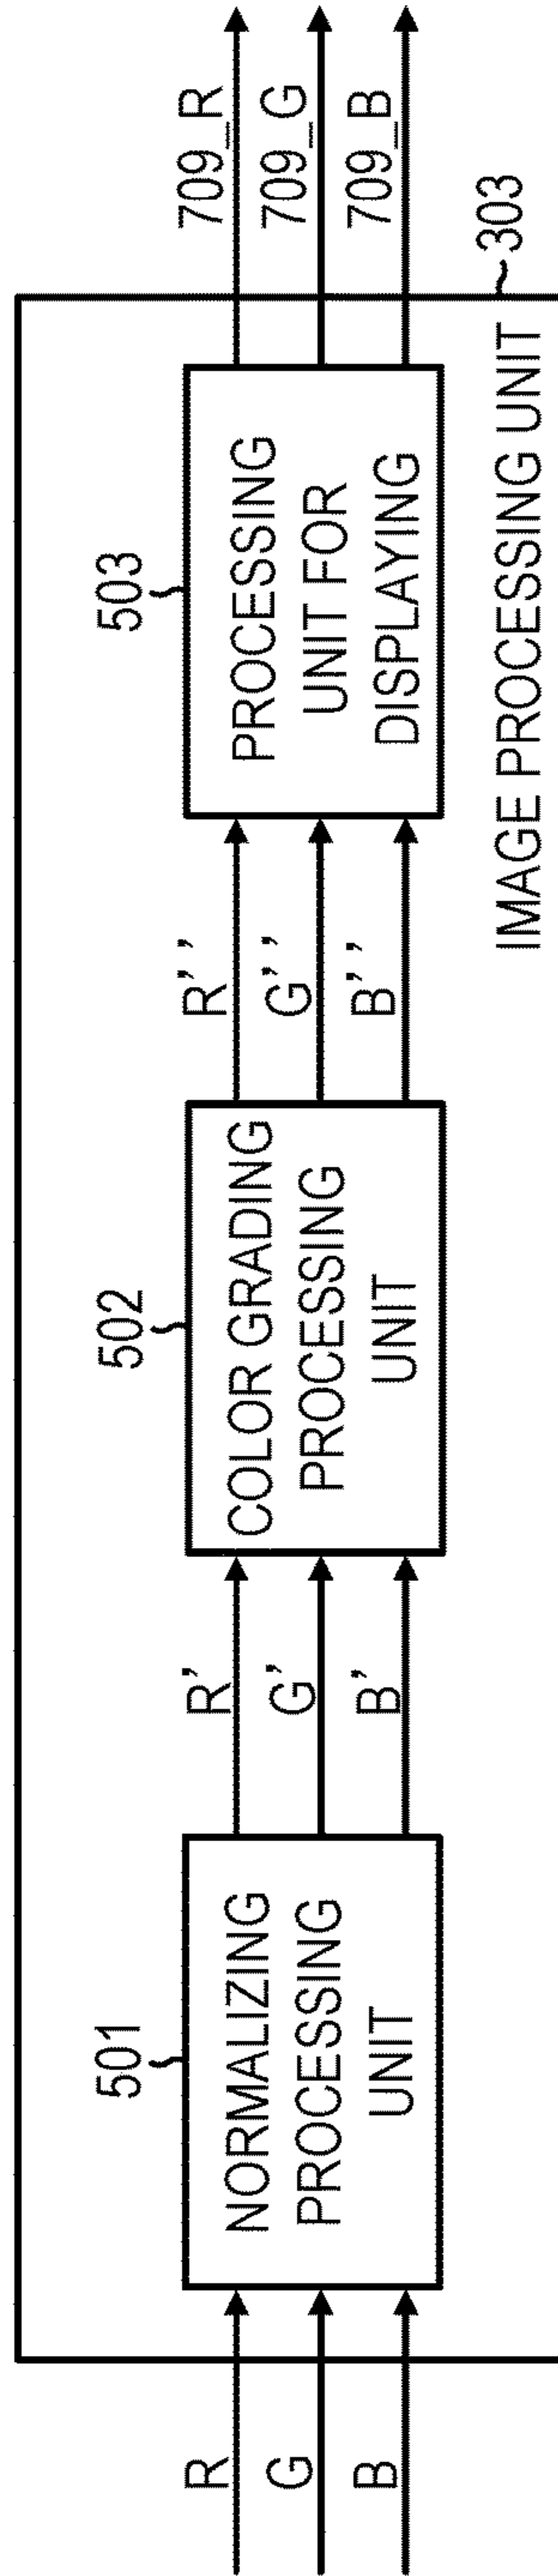 R
G
B
501
NORMALIZING
PROCESSING
UNIT
R'
G'
B'
502
COLOR GRADING
PROCESSING
UNIT
R''
G''
B''
503
PROCESSING
UNIT FOR
DISPLAYING
709_R
709_G
709_B
IMAGE PROCESSING UNIT
303